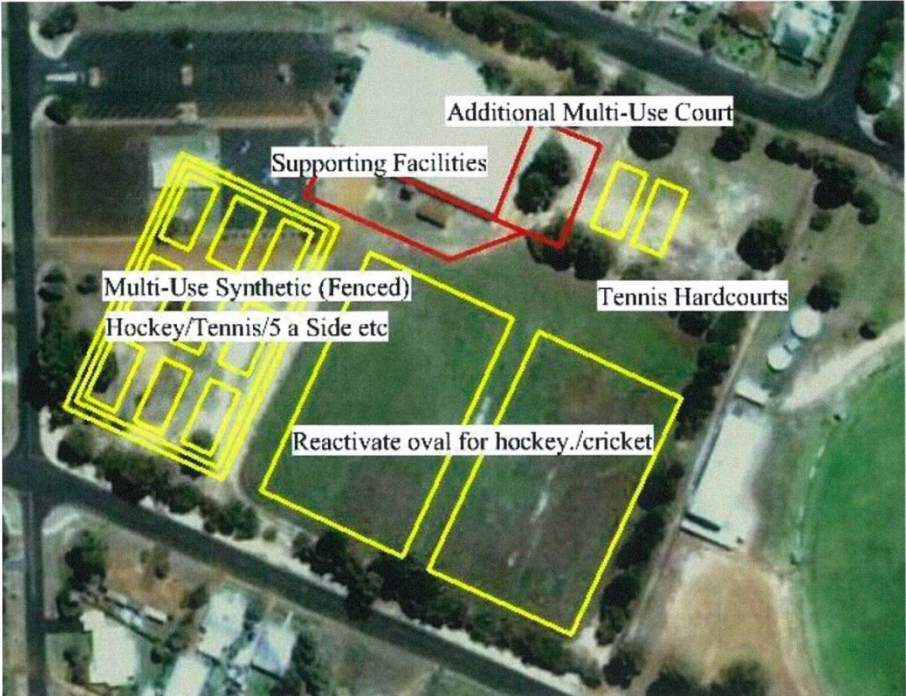 Additional Multi-Use Court
Supporting Facilities
Multi-Use Synthetic (Fenced)
Tennis Hardcourts
Hockey/Tennis/5 a Side etc
Reactivate oval for hockey./cricket